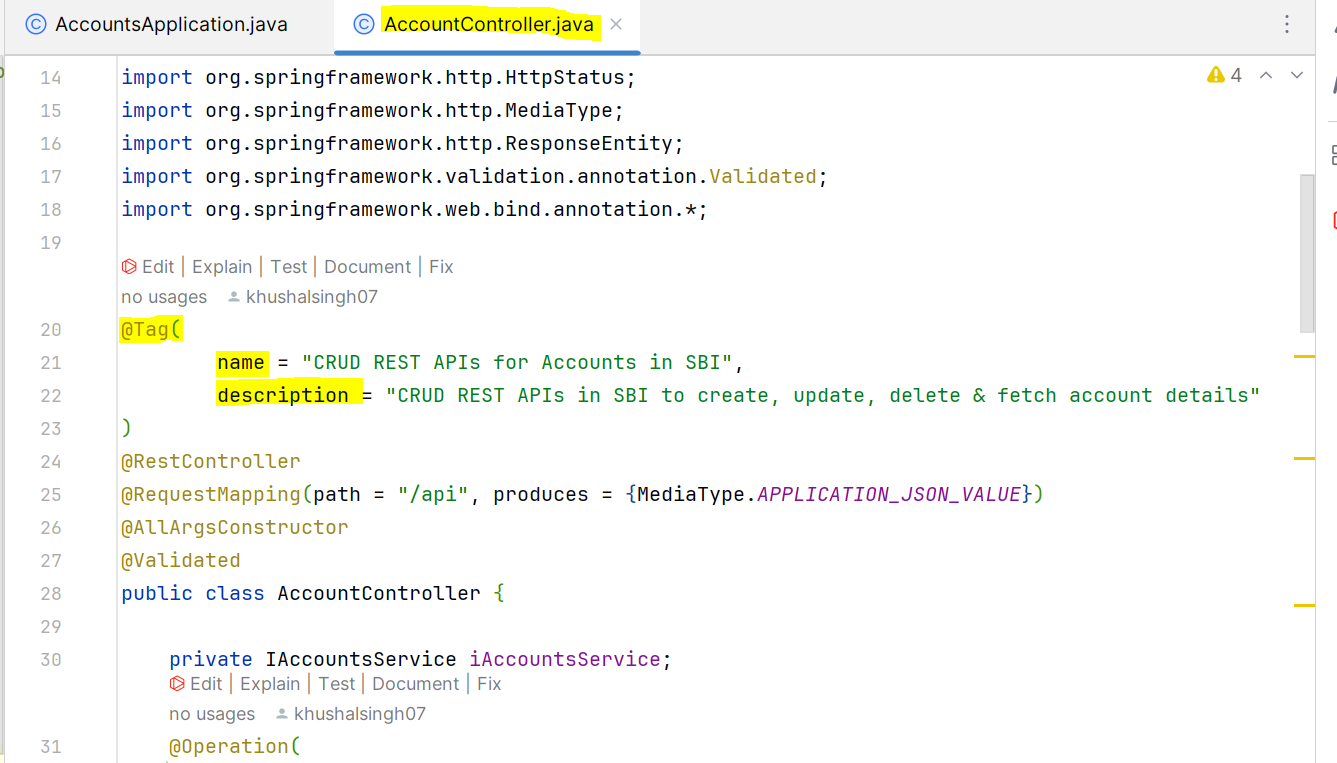 AccountsApplication.java AccountController.java
4
14 import org.springframework.http.HttpStatus;
15 import org.springframework.http.MediaType;
16 import org.springframework.http.ResponseEntity;
17 import org.springframework.validation.annotation.Validated;
18 import org.springframework.web.bind.annotation.*;
19
Edit | Explain | Test | Document | Fix
no usages khushalsingh07
20 @Tag(
21 name = "CRUD REST APIs for Accounts in SBI",
22 description = "CRUD REST APIs in SBI to create, update, delete & fetch account details"
23 )
24 @RestController
25 @RequestMapping(path = "/api", produces = {MediaType.APPLICATION_JSON_VALUE})
26 @AllArgsConstructor
27 @Validated
28 public class AccountController {
29
30 private IAccountsService iAccountsService;
Edit | Explain | Test | Document | Fix
no usages khushalsingh07
31 @Operation(